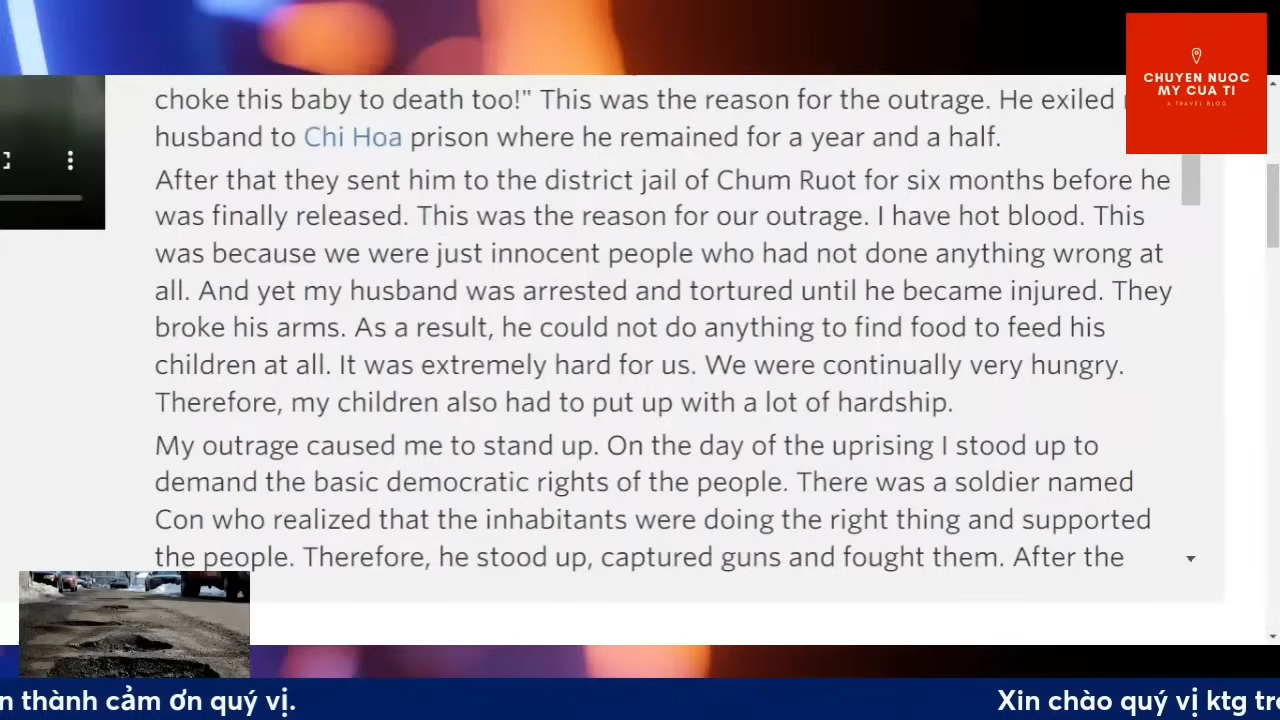 CHUYEN NUOC
MY CUA TI
A TRAVEL BLOG
choke this baby to death too!" This was the reason for the outrage. He exiled
husband to Chi Hoa prison where he remained for a year and a half.
After that they sent him to the district jail of Chum Ruot for six months before he
was finally released. This was the reason for our outrage. I have hot blood. This
was because we were just innocent people who had not done anything wrong at
all. And yet my husband was arrested and tortured until he became injured. They
broke his arms. As a result, he could not do anything to find food to feed his
children at all. It was extremely hard for us. We were continually very hungry.
Therefore, my children also had to put up with a lot of hardship.
My outrage caused me to stand up. On the day of the uprising I stood up to
demand the basic democratic rights of the people. There was a soldier named
Con who realized that the inhabitants were doing the right thing and supported
the people. Therefore, he stood up, captured guns and fought them. After the
n thành cảm ơn quý vị. Xin chào quý vị ktg